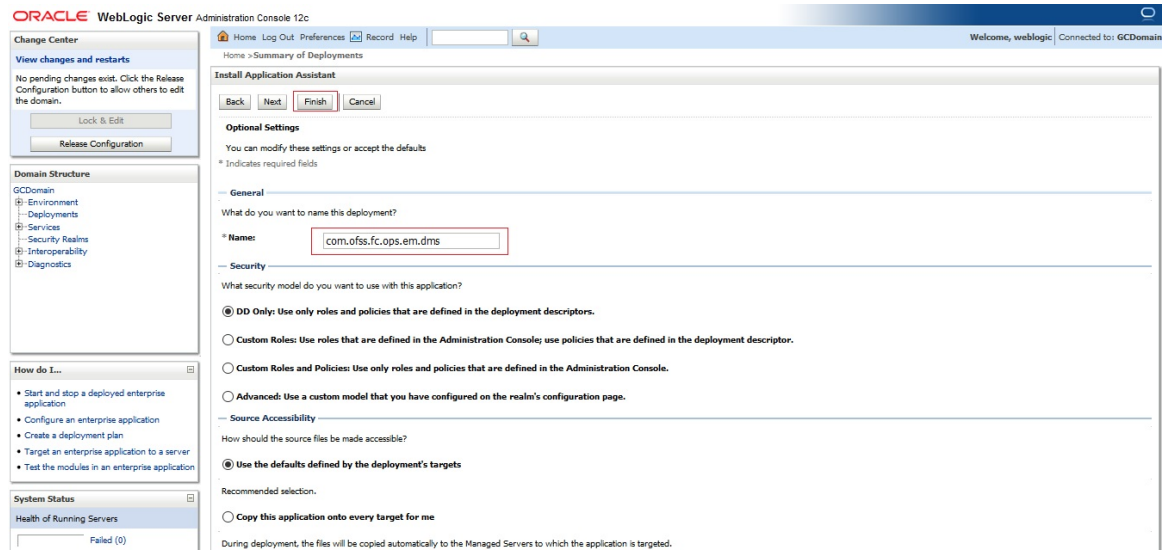 ORACLE WebLogic Server Administration Console 12c
Change Center
View changes and restarts
No pending changes exist. Click the Release
Configuration button to allow others to edit
the domain.
Lock & Edit
Release Configuration
Domain Structure
GCDomain
Environment
Deployments
Services
Security Realms
Interoperability
Diagnostics
How do I...
• Start and stop a deployed enterprise
application
• Configure an enterprise application
• Create a deployment plan
• Target an enterprise application to a server
• Test the modules in an enterprise application
System Status
Health of Running Servers
Failed (0)
Home Log Out Preferences Record Help
Welcome, weblogic Connected to: GCDomain
Home >Summary of Deployments
Install Application Assistant
Back Next Finish Cancel
Optional Settings
You can modify these settings or accept the defaults
* Indicates required fields
General
What do you want to name this deployment?
* Name: com.ofss.fc.ops.em.dms
Security
What security model do you want to use with this application?
DD Only: Use only roles and policies that are defined in the deployment descriptors.
Custom Roles: Use roles that are defined in the Administration Console; use policies that are defined in the deployment descriptor.
Custom Roles and Policies: Use only roles and policies that are defined in the Administration Console.
Advanced: Use a custom model that you have configured on the realm's configuration page.
Source Accessibility
How should the source files be made accessible?
Use the defaults defined by the deployment's targets
Recommended selection.
Copy this application onto every target for me
During deployment, the files will be copied automatically to the Managed Servers to which the application is targeted.